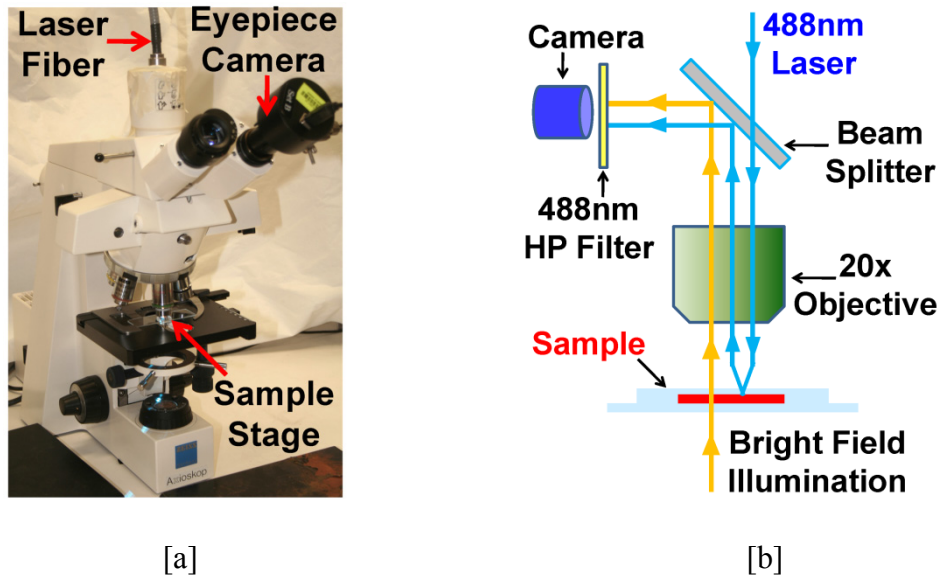 Laser
Fiber
Eyepiece
Camera
Sample
Stage
Axioskop
[a]
Camera
488nm
Laser
Beam
Splitter
488nm
HP Filter
20x
Objective
Sample
Bright Field
Illumination
[b]